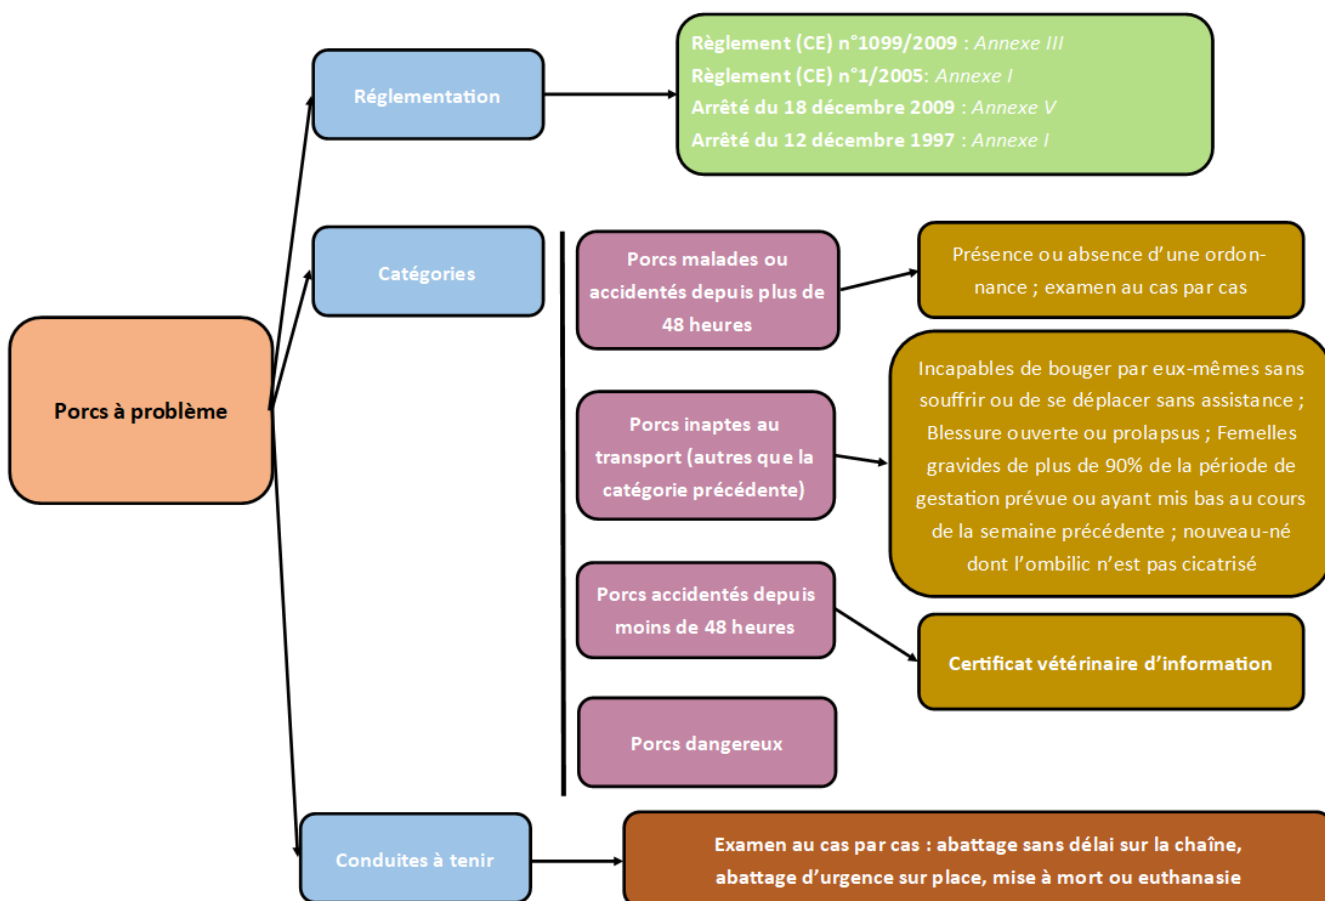 Règlement (CE) n°1099/2009 : Annexe III
Règlement (CE) n°1/2005: Annexe I
Arrêté du 18 décembre 2009 : Annexe V
Arrêté du 12 décembre 1997 : Annexe I
Réglementation
Catégories
Porcs malades ou
accidentés depuis plus de
48 heures
Présence ou absence d’une ordon-
nance ; examen au cas par cas
Porcs à problème
Porcs inaptes au
transport (autres que la
catégorie précédente)
Incapables de bouger par eux-mêmes sans
souffrir ou de se déplacer sans assistance ;
Blessure ouverte ou prolapsus ; Femelles
gravides de plus de 90% de la période de
gestation prévue ou ayant mis bas au cours
de la semaine précédente ; nouveau-né
dont l’ombilic n’est pas cicatrisé
Porcs accidentés depuis
moins de 48 heures
Certificat vétérinaire d’information
Porcs dangereux
Conduites à tenir
Examen au cas par cas : abattage sans délai sur la chaîne,
abattage d’urgence sur place, mise à mort ou euthanasie